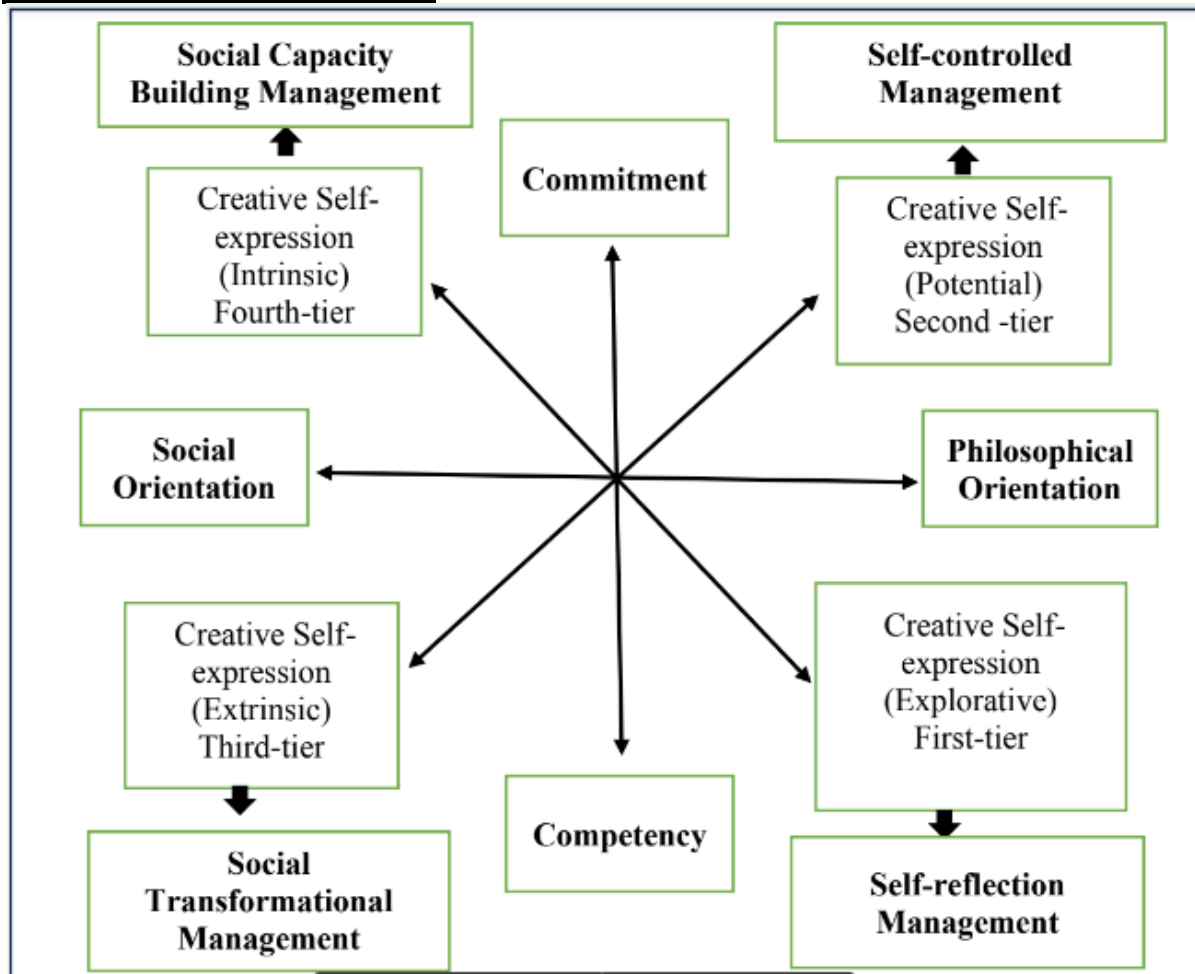 Social Capacity
Building Management
Self-controlled
Management
Commitment
Creative Self-
expression
(Intrinsic)
Fourth-tier
Creative Self-
expression
(Potential)
Second -tier
Social
Orientation
Philosophical
Orientation
Creative Self-
expression
(Extrinsic)
Third-tier
Creative Self-
expression
(Explorative)
First-tier
Competency
Social
Transformational
Management
Self-reflection
Management